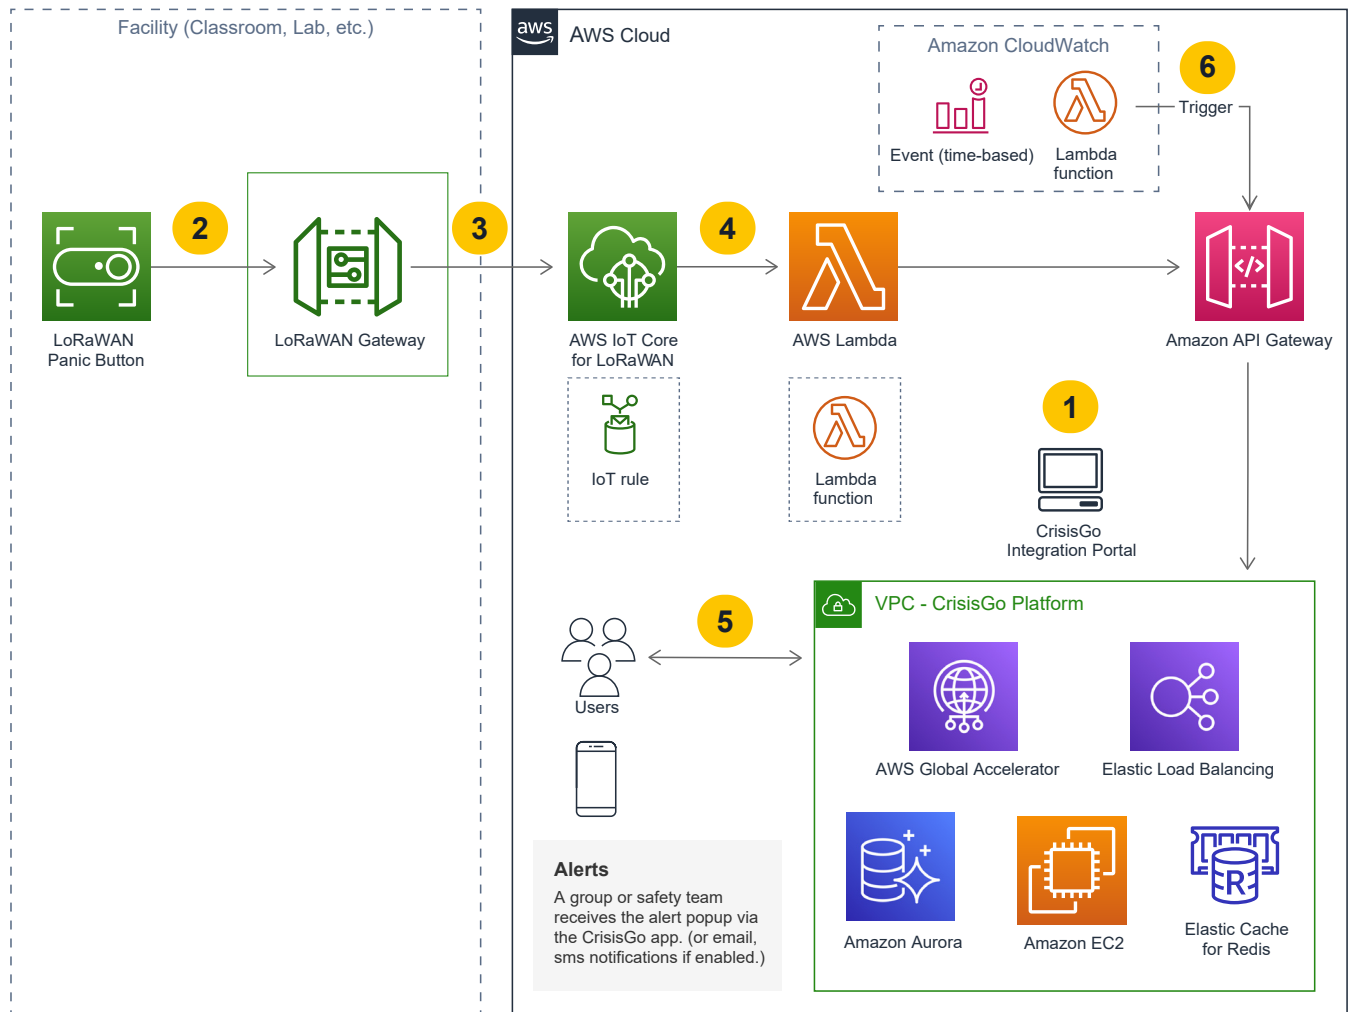 Facility (Classroom, Lab, etc.)
aws
AWS Cloud
Amazon CloudWatch
Event (time-based)
Lambda
function
6
Trigger
2
3
4
LoRaWAN
Panic Button
LoRaWAN Gateway
AWS IoT Core
for LoRaWAN
AWS Lambda
</>
Amazon API Gateway
IoT rule
Lambda
function
1
CrisisGo
Integration Portal
5
Users
VPC - CrisisGo Platform
AWS Global Accelerator
Elastic Load Balancing
Amazon Aurora
Amazon EC2
R
Elastic Cache
for Redis
Alerts
A group or safety team
receives the alert popup via
the CrisisGo app. (or email,
sms notifications if enabled.)